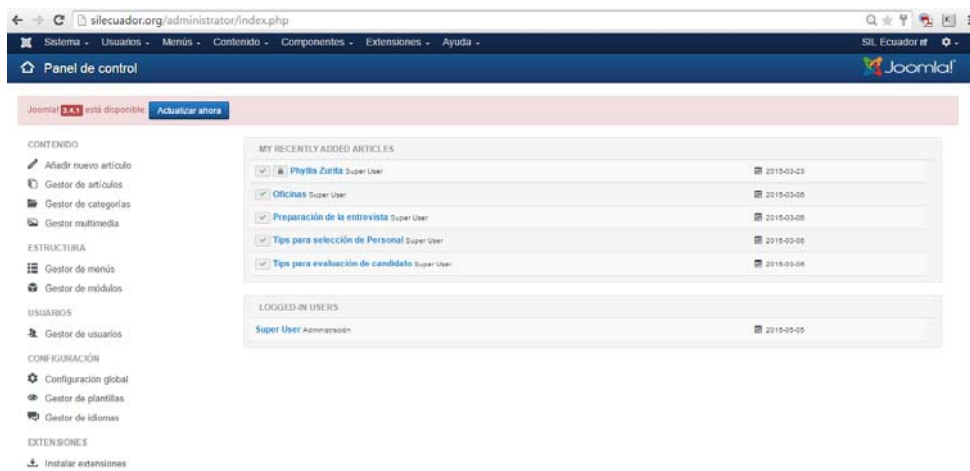 silecuador.org/administrator/index.php
Sistema Usuarios Menús Contenido Componentes Extensiones Ayuda SIL Ecuador
Panel de control Joomla!
Joomla! 3.4.1 está disponible: Actualizar ahora
CONTENIDO
Añadir nuevo artículo
Gestor de artículos
Gestor de categorías
Gestor multimedia
ESTRUCTURA
Gestor de menús
Gestor de módulos
USUARIOS
Gestor de usuarios
CONFIGURACIÓN
Configuración global
Gestor de plantillas
Gestor de idiomas
EXTENSIONES
Instalar extensiones
MY RECENTLY ADDED ARTICLES
Phyllis Zurita Super User 2015-03-23
Oficinas Super User 2015-03-06
Preparación de la entrevista Super User 2015-03-06
Tips para selección de Personal Super User 2015-03-06
Tips para evaluación de candidato Super User 2015-03-06
LOGGED-IN USERS
Super User Administración 2015-05-05